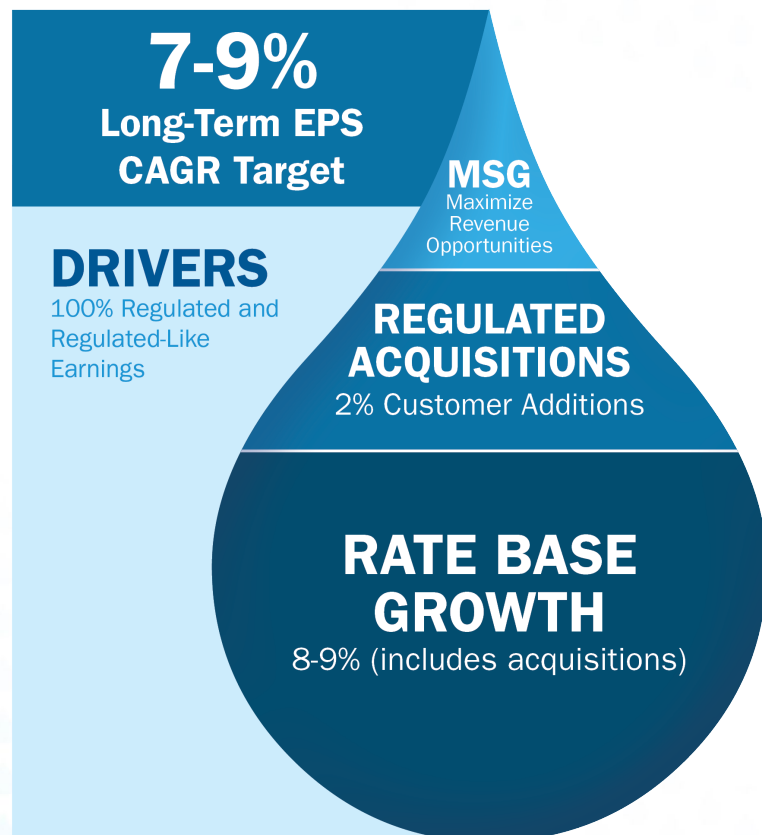 7-9%
Long-Term EPS
CAGR Target
DRIVERS
100% Regulated and
Regulated-Like
Earnings
MSG
Maximize
Revenue
Opportunities
REGULATED
ACQUISITIONS
2% Customer Additions
RATE BASE
GROWTH
8-9% (includes acquisitions)